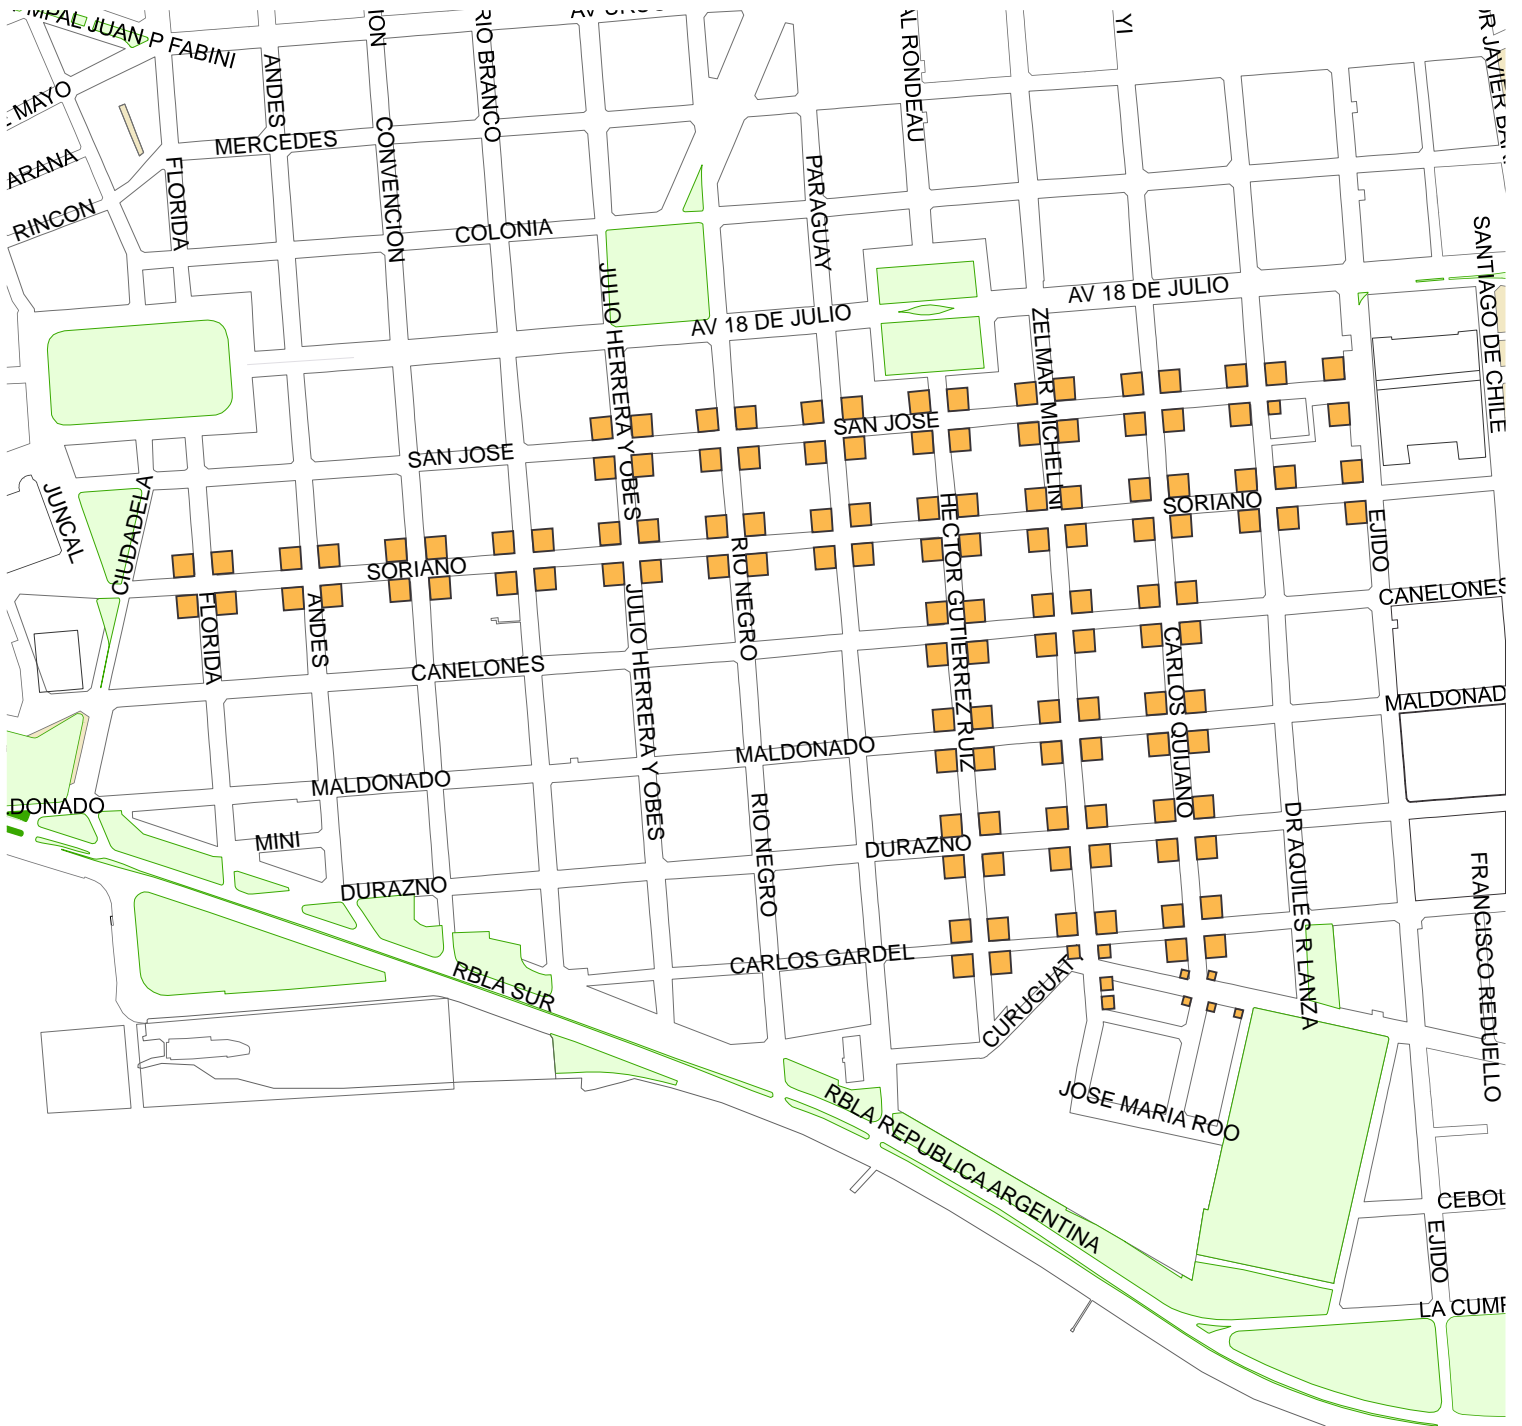 MPAL JUAN P FABINI
ANDES
ION
RIO BRANCO
AL RONDEAU
YI
MAYO
MERCEDES
CONVENCION
ARANA
FLORIDA
PARAGUAY
RINCON
COLONIA
SANTIAGO DE CHILE
JULIO HERRERA Y OBES
AV 18 DE JULIO
AV 18 DE JULIO
ZELMAR MICHELINI
SAN JOSE
SAN JOSE
JUNCAL
CIUDADELA
SORIANO
SORIANO
HECTOR GUTIERREZ RUIZ
EJIDO
RIO NEGRO
FLORIDA
ANDES
JULIO HERRERA Y OBES
CANELONES
CANELONES
CARLOS QUIJANO
MALDONAD
MALDONADO
MALDONADO
DONADO
MINI
RIO NEGRO
DURAZNO
DURAZNO
DR AQUILES R LANZA
FRANCISCO REDUELLO
CARLOS GARDEL
RBLA SUR
CURUGUATY
JOSE MARIA ROO
RBLA REPUBLICA ARGENTINA
CEBOL
EJIDO
LA CUMP